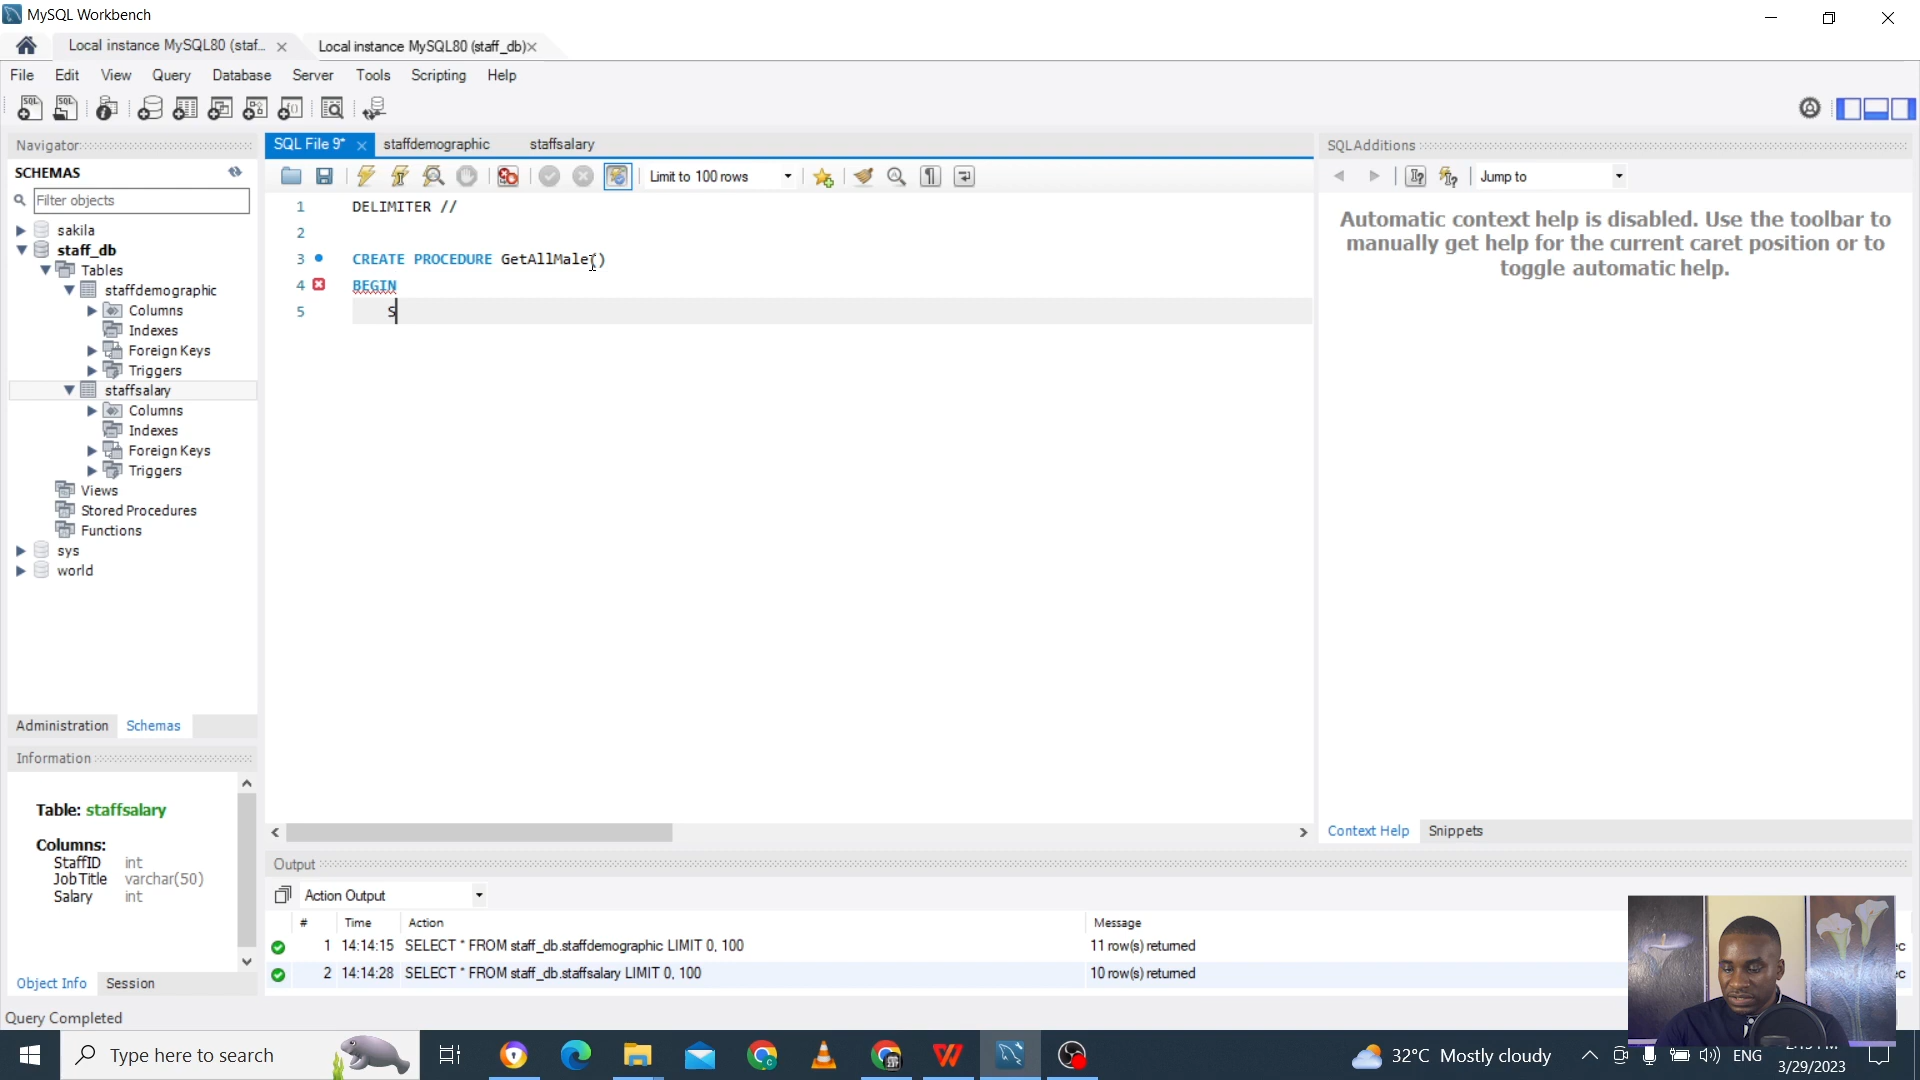 MySQL Workbench
Local instance MySQL80 (staf...
Local instance MySQL80 (staff_db)
File Edit View Query Database Server Tools Scripting Help
Navigator
SCHEMAS
Filter objects
sakila
staff_db
Tables
staffdemographic
Columns
Indexes
Foreign Keys
Triggers
staffsalary
Columns
Indexes
Foreign Keys
Triggers
Views
Stored Procedures
Functions
sys
world
Administration Schemas
Information
Table: staffsalary
Columns:
StaffID int
JobTitle varchar(50)
Salary int
Object Info Session
Query Completed
SQL File 9* staffdemographic staffsalary
Limit to 100 rows
1 DELIMITER //
2
3 CREATE PROCEDURE GetAllMale()
4 BEGIN
5 S
SQLAdditions
Jump to
Automatic context help is disabled. Use the toolbar to
manually get help for the current caret position or to
toggle automatic help.
Context Help Snippets
Output
Action Output
# Time Action Message
1 14:14:15 SELECT * FROM staff_db.staffdemographic LIMIT 0, 100 11 row(s) returned
2 14:14:28 SELECT * FROM staff_db.staffsalary LIMIT 0, 100 10 row(s) returned
Type here to search
32°C Mostly cloudy
ENG
3/29/2023